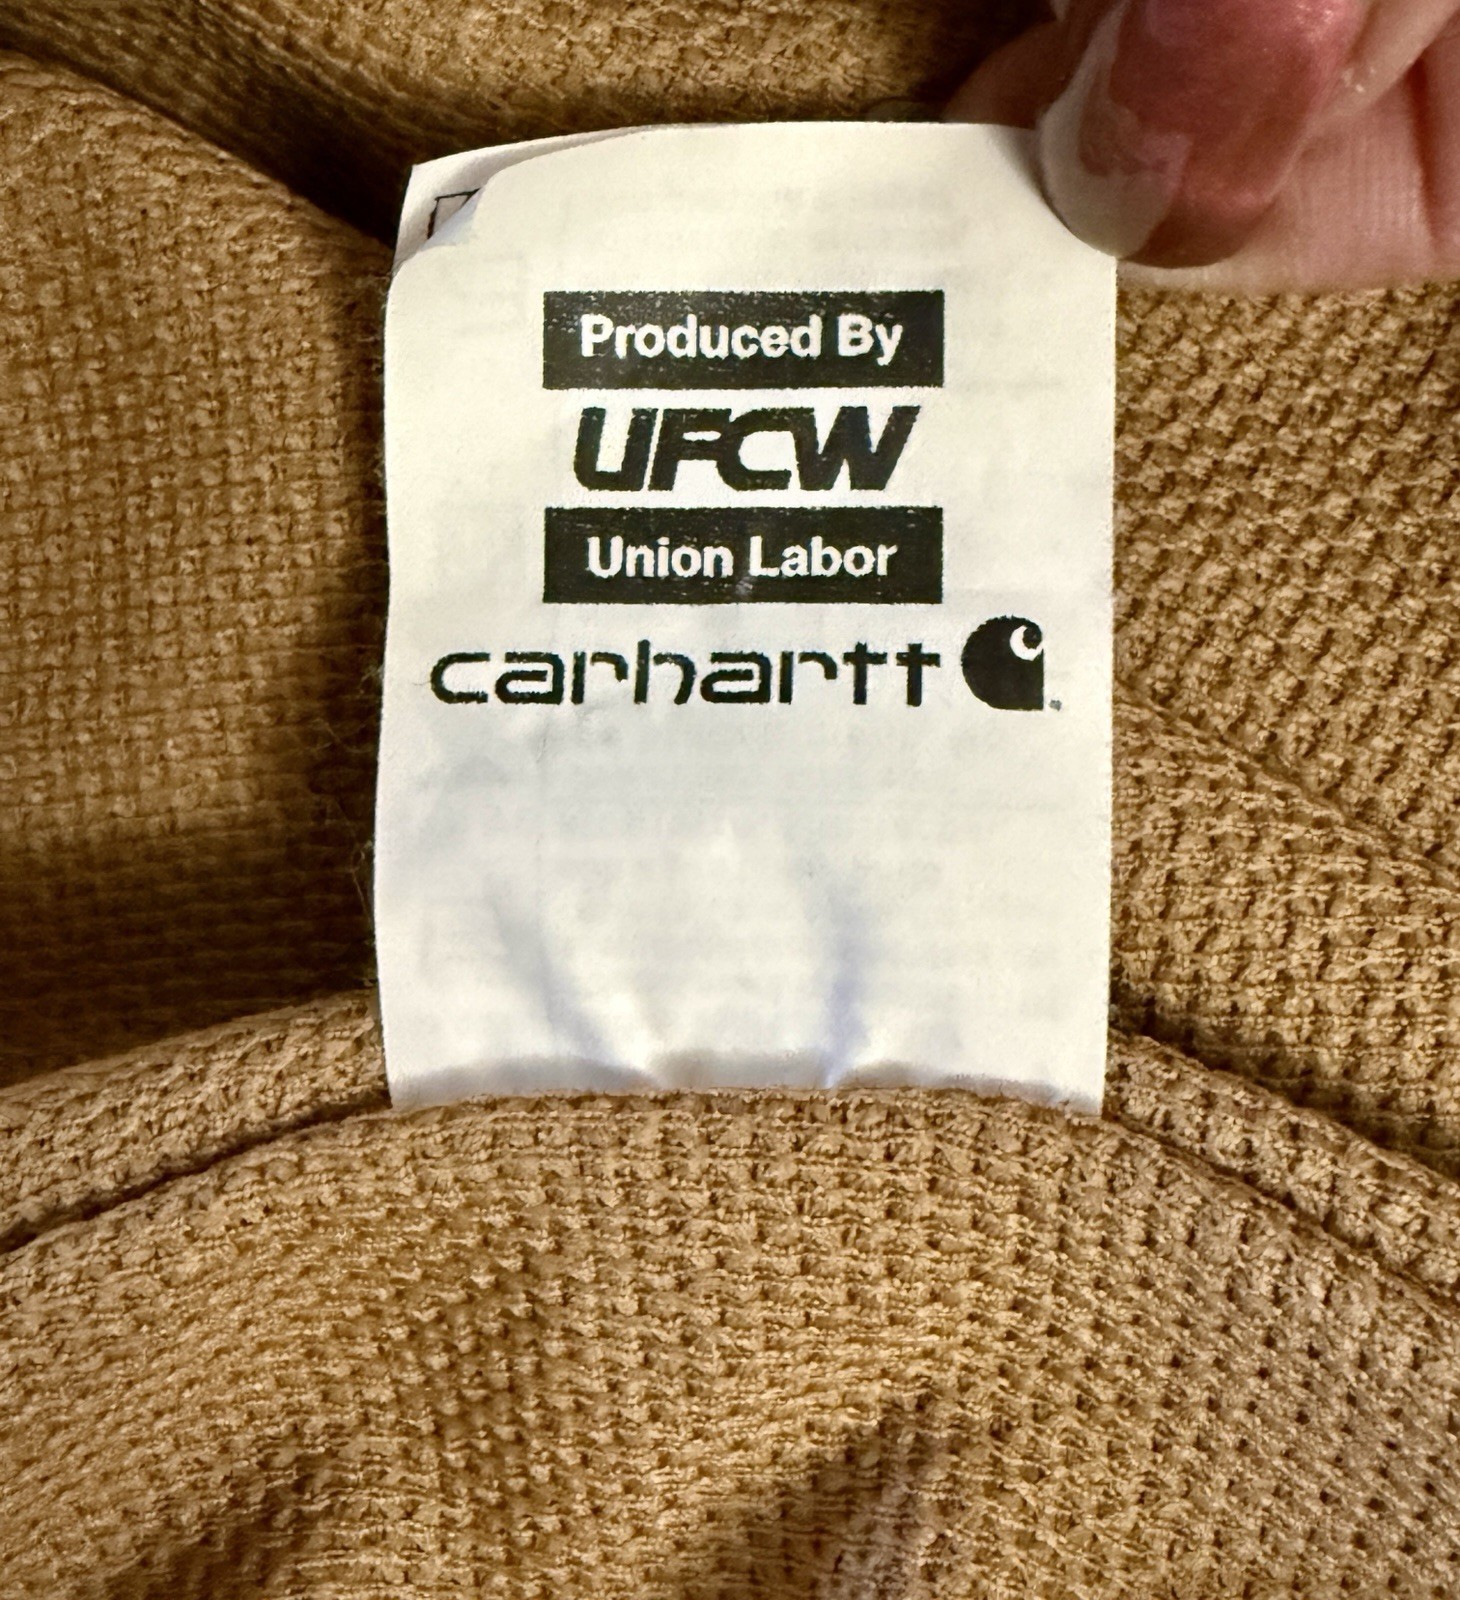 Produced By
UFCW
Union Labor
carhartt